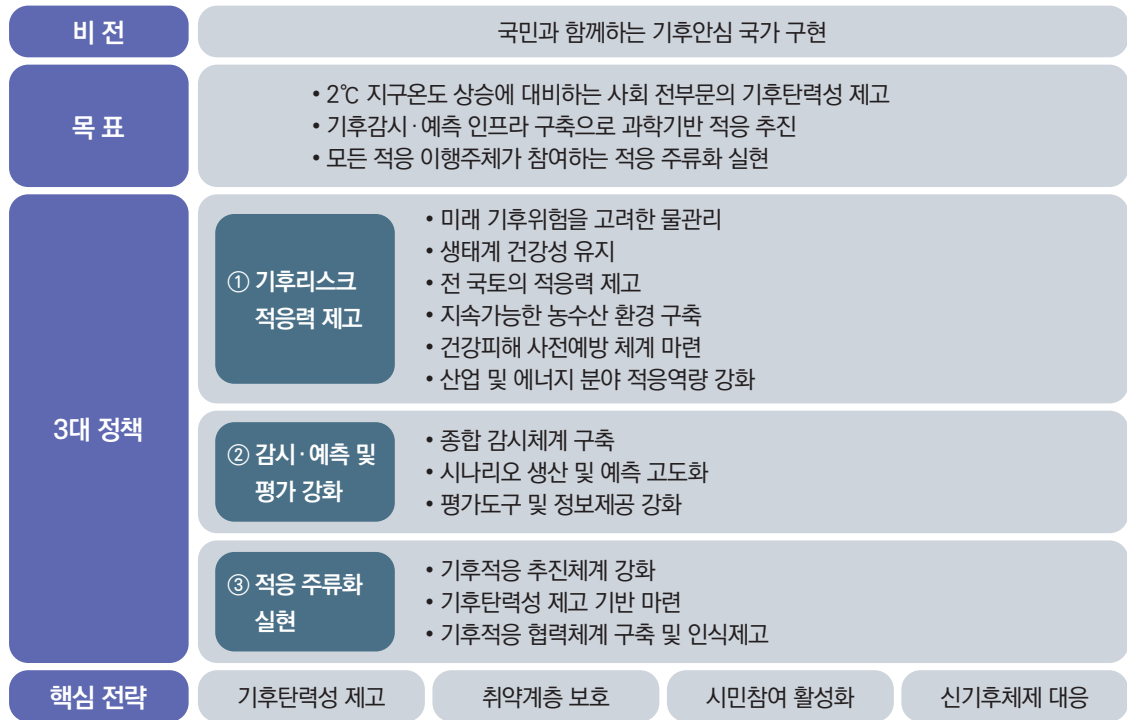 비 전
국민과 함께하는 기후안심 국가 구현
목 표
• 2℃ 지구온도 상승에 대비하는 사회 전부문의 기후탄력성 제고
• 기후감시·예측 인프라 구축으로 과학기반 적응 추진
• 모든 적응 이행주체가 참여하는 적응 주류화 실현
3대 정책
① 기후리스크
적응력 제고
• 미래 기후위험을 고려한 물관리
• 생태계 건강성 유지
• 전 국토의 적응력 제고
• 지속가능한 농수산 환경 구축
• 건강피해 사전예방 체계 마련
• 산업 및 에너지 분야 적응역량 강화
② 감시·예측 및
평가 강화
• 종합 감시체계 구축
• 시나리오 생산 및 예측 고도화
• 평가도구 및 정보제공 강화
③ 적응 주류화
실현
• 기후적응 추진체계 강화
• 기후탄력성 제고 기반 마련
• 기후적응 협력체계 구축 및 인식제고
핵심 전략
기후탄력성 제고
취약계층 보호
시민참여 활성화
신기후체제 대응